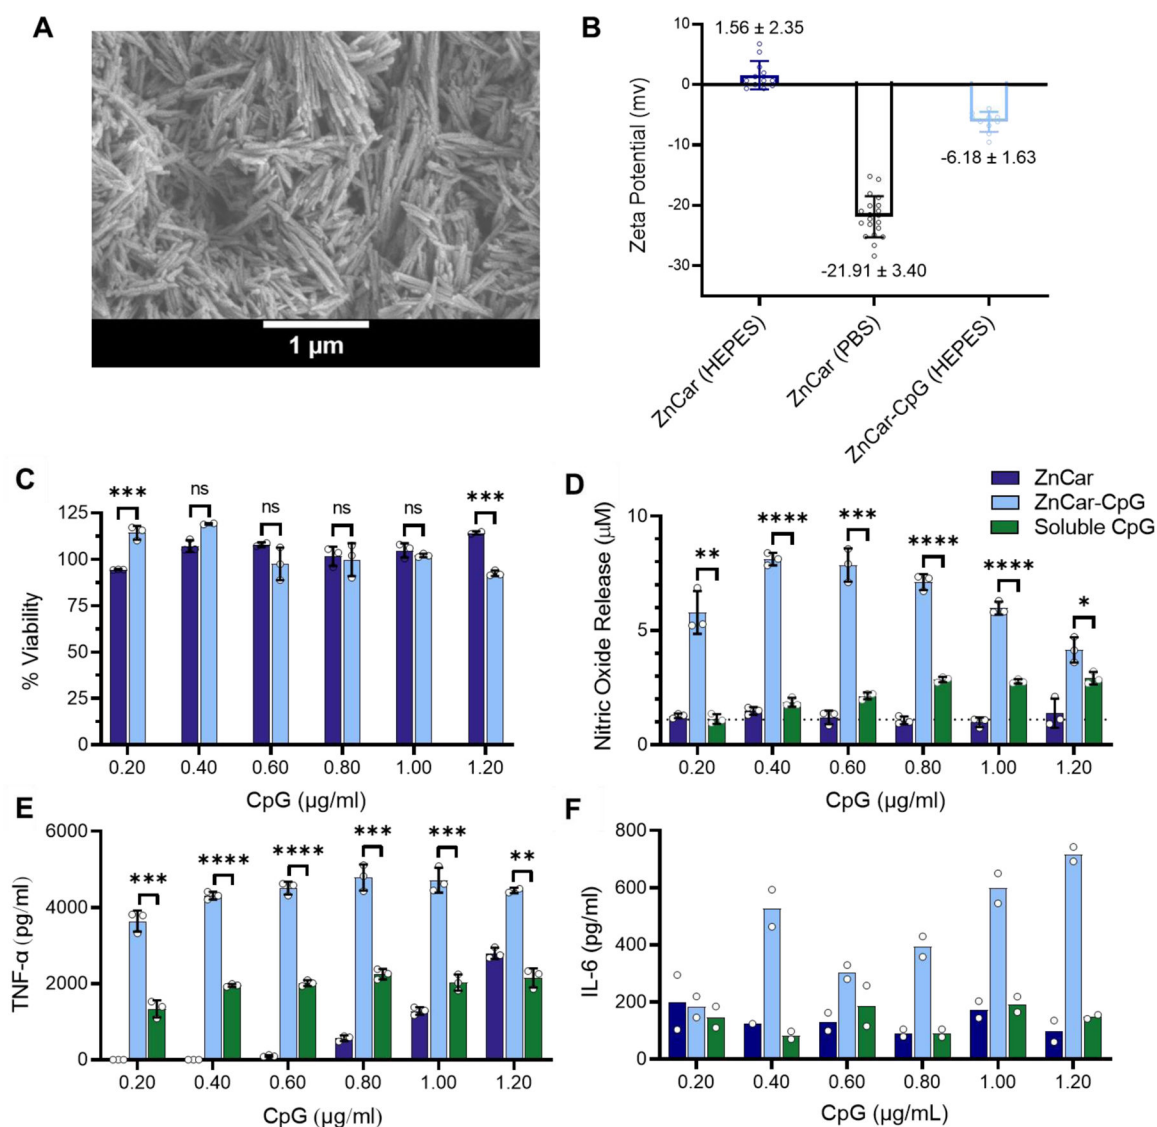 A
1 µm
B
10
0
-10
-20
-30
Zeta Potential (mv)
1.56 ± 2.35
-21.91 ± 3.40
-6.18 ± 1.63
ZnCar (HEPES)
ZnCar (PBS)
ZnCar-CpG (HEPES)
C
125
100
75
50
25
0
% Viability
*** ns ns ns ns ***
0.20 0.40 0.60 0.80 1.00 1.20
CpG (µg/ml)
D
ZnCar
ZnCar-CpG
Soluble CpG
10
5
0
Nitric Oxide Release (µM)
** **** *** **** **** *
0.20 0.40 0.60 0.80 1.00 1.20
CpG (µg/ml)
E
6000
4000
2000
0
TNF-α (pg/ml)
*** **** **** *** *** **
0.20 0.40 0.60 0.80 1.00 1.20
CpG (µg/ml)
F
800
600
400
200
0
IL-6 (pg/ml)
0.20 0.40 0.60 0.80 1.00 1.20
CpG (µg/mL)